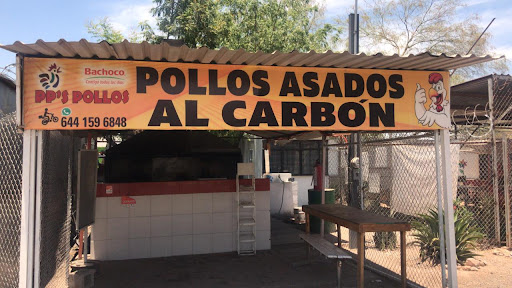 Bachoco
PP'S POLLOS
644 159 6848
POLLOS ASADOS
AL CARBÓN